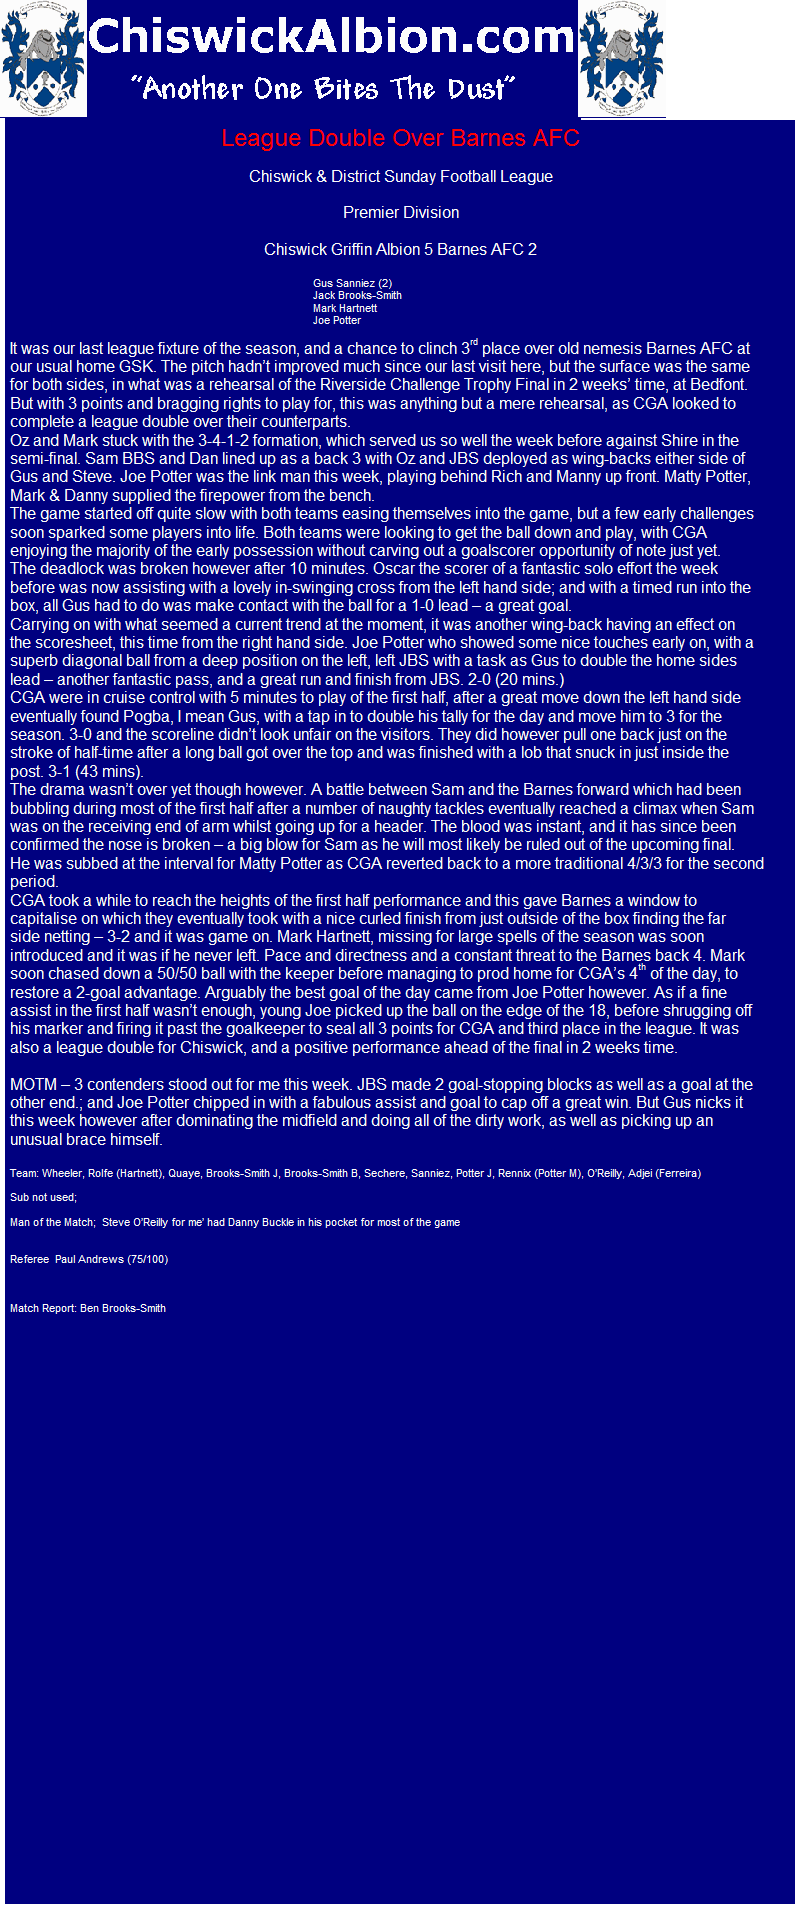 ChiswickAlbion.com
“Another One Bites The Dust”
League Double Over Barnes AFC
Chiswick & District Sunday Football League
Premier Division
Chiswick Griffin Albion 5 Barnes AFC 2
Gus Sanniez (2)
Jack Brooks-Smith
Mark Hartnett
Joe Potter
It was our last league fixture of the season, and a chance to clinch 3rd place over old nemesis Barnes AFC at
our usual home GSK. The pitch hadn’t improved much since our last visit here, but the surface was the same
for both sides, in what was a rehearsal of the Riverside Challenge Trophy Final in 2 weeks’ time, at Bedfont.
But with 3 points and bragging rights to play for, this was anything but a mere rehearsal, as CGA looked to
complete a league double over their counterparts.
Oz and Mark stuck with the 3-4-1-2 formation, which served us so well the week before against Shire in the
semi-final. Sam BBS and Dan lined up as a back 3 with Oz and JBS deployed as wing-backs either side of
Gus and Steve. Joe Potter was the link man this week, playing behind Rich and Manny up front. Matty Potter,
Mark & Danny supplied the firepower from the bench.
The game started off quite slow with both teams easing themselves into the game, but a few early challenges
soon sparked some players into life. Both teams were looking to get the ball down and play, with CGA
enjoying the majority of the early possession without carving out a goalscorer opportunity of note just yet.
The deadlock was broken however after 10 minutes. Oscar the scorer of a fantastic solo effort the week
before was now assisting with a lovely in-swinging cross from the left hand side; and with a timed run into the
box, all Gus had to do was make contact with the ball for a 1-0 lead – a great goal.
Carrying on with what seemed a current trend at the moment, it was another wing-back having an effect on
the scoresheet, this time from the right hand side. Joe Potter who showed some nice touches early on, with a
superb diagonal ball from a deep position on the left, left JBS with a task as Gus to double the home sides
lead – another fantastic pass, and a great run and finish from JBS. 2-0 (20 mins.)
CGA were in cruise control with 5 minutes to play of the first half, after a great move down the left hand side
eventually found Pogba, I mean Gus, with a tap in to double his tally for the day and move him to 3 for the
season. 3-0 and the scoreline didn’t look unfair on the visitors. They did however pull one back just on the
stroke of half-time after a long ball got over the top and was finished with a lob that snuck in just inside the
post. 3-1 (43 mins).
The drama wasn’t over yet though however. A battle between Sam and the Barnes forward which had been
bubbling during most of the first half after a number of naughty tackles eventually reached a climax when Sam
was on the receiving end of arm whilst going up for a header. The blood was instant, and it has since been
confirmed the nose is broken – a big blow for Sam as he will most likely be ruled out of the upcoming final.
He was subbed at the interval for Matty Potter as CGA reverted back to a more traditional 4/3/3 for the second
period.
CGA took a while to reach the heights of the first half performance and this gave Barnes a window to
capitalise on which they eventually took with a nice curled finish from just outside of the box finding the far
side netting – 3-2 and it was game on. Mark Hartnett, missing for large spells of the season was soon
introduced and it was if he never left. Pace and directness and a constant threat to the Barnes back 4. Mark
soon chased down a 50/50 ball with the keeper before managing to prod home for CGA’s 4th of the day, to
restore a 2-goal advantage. Arguably the best goal of the day came from Joe Potter however. As if a fine
assist in the first half wasn’t enough, young Joe picked up the ball on the edge of the 18, before shrugging off
his marker and firing it past the goalkeeper to seal all 3 points for CGA and third place in the league. It was
also a league double for Chiswick, and a positive performance ahead of the final in 2 weeks time.
MOTM – 3 contenders stood out for me this week. JBS made 2 goal-stopping blocks as well as a goal at the
other end.; and Joe Potter chipped in with a fabulous assist and goal to cap off a great win. But Gus nicks it
this week however after dominating the midfield and doing all of the dirty work, as well as picking up an
unusual brace himself.
Team: Wheeler, Rolfe (Hartnett), Quaye, Brooks-Smith J, Brooks-Smith B, Sechere, Sanniez, Potter J, Rennix (Potter M), O'Reilly, Adjei (Ferreira)
Sub not used;
Man of the Match; Steve O'Reilly for me' had Danny Buckle in his pocket for most of the game
Referee Paul Andrews (75/100)
Match Report: Ben Brooks-Smith